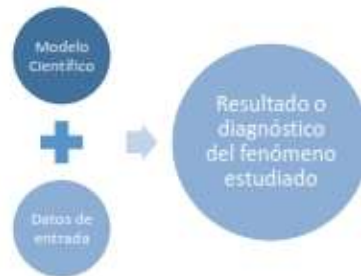 Modelo
Científico
Datos de
entrada
Resultado o
diagnóstico
del fenómeno
estudiado